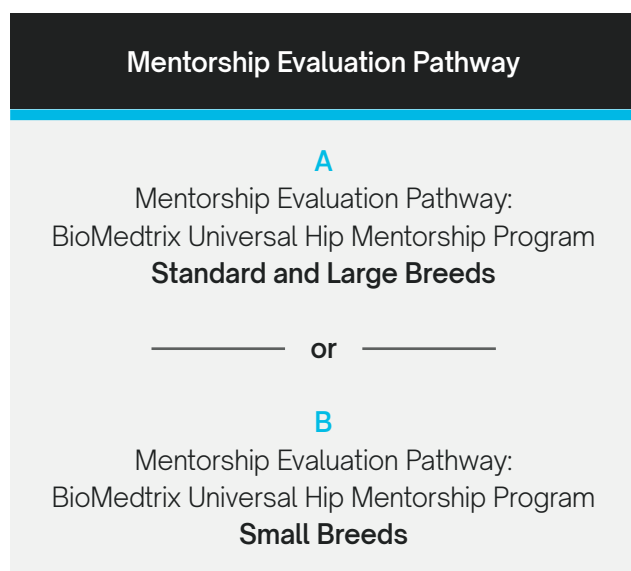 Mentorship Evaluation Pathway
A
Mentorship Evaluation Pathway:
BioMedtrix Universal Hip Mentorship Program
Standard and Large Breeds
or
B
Mentorship Evaluation Pathway:
BioMedtrix Universal Hip Mentorship Program
Small Breeds